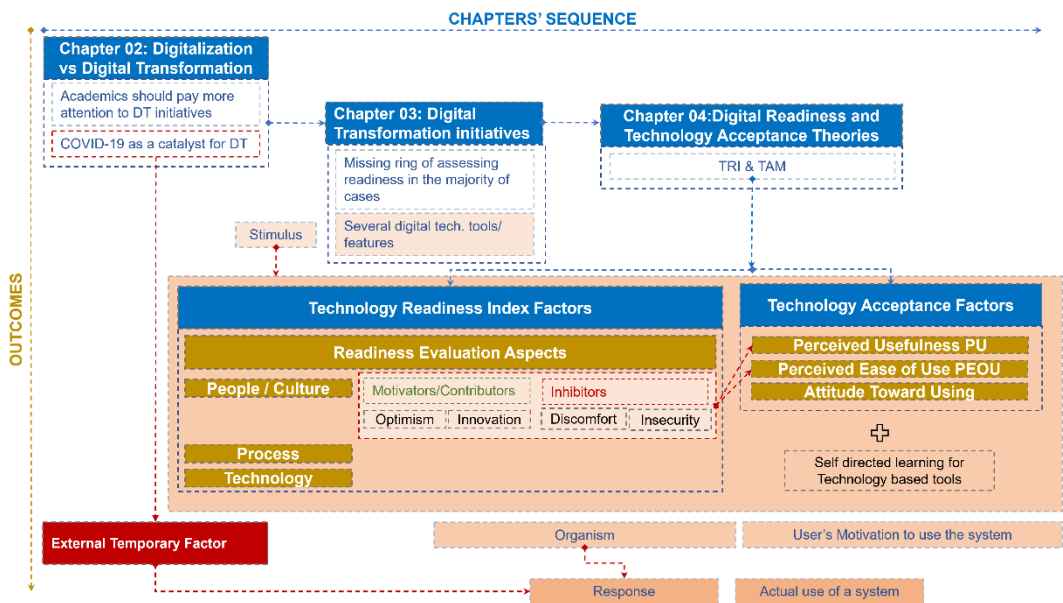 CHAPTERS' SEQUENCE
OUTCOMES
Chapter 02: Digitalization
vs Digital Transformation
Academics should pay more
attention to DT initiatives
COVID-19 as a catalyst for DT
Chapter 03: Digital
Transformation initiatives
Missing ring of assessing
readiness in the majority of
cases
Several digital tech. tools/
features
Chapter 04:Digital Readiness and
Technology Acceptance Theories
TRI & TAM
Stimulus
Technology Readiness Index Factors
Readiness Evaluation Aspects
People / Culture
Motivators/Contributors
Inhibitors
Optimism
Innovation
Discomfort
Insecurity
Process
Technology
Technology Acceptance Factors
Perceived Usefulness PU
Perceived Ease of Use PEOU
Attitude Toward Using
Self directed learning for
Technology based tools
External Temporary Factor
Organism
User's Motivation to use the system
Response
Actual use of a system